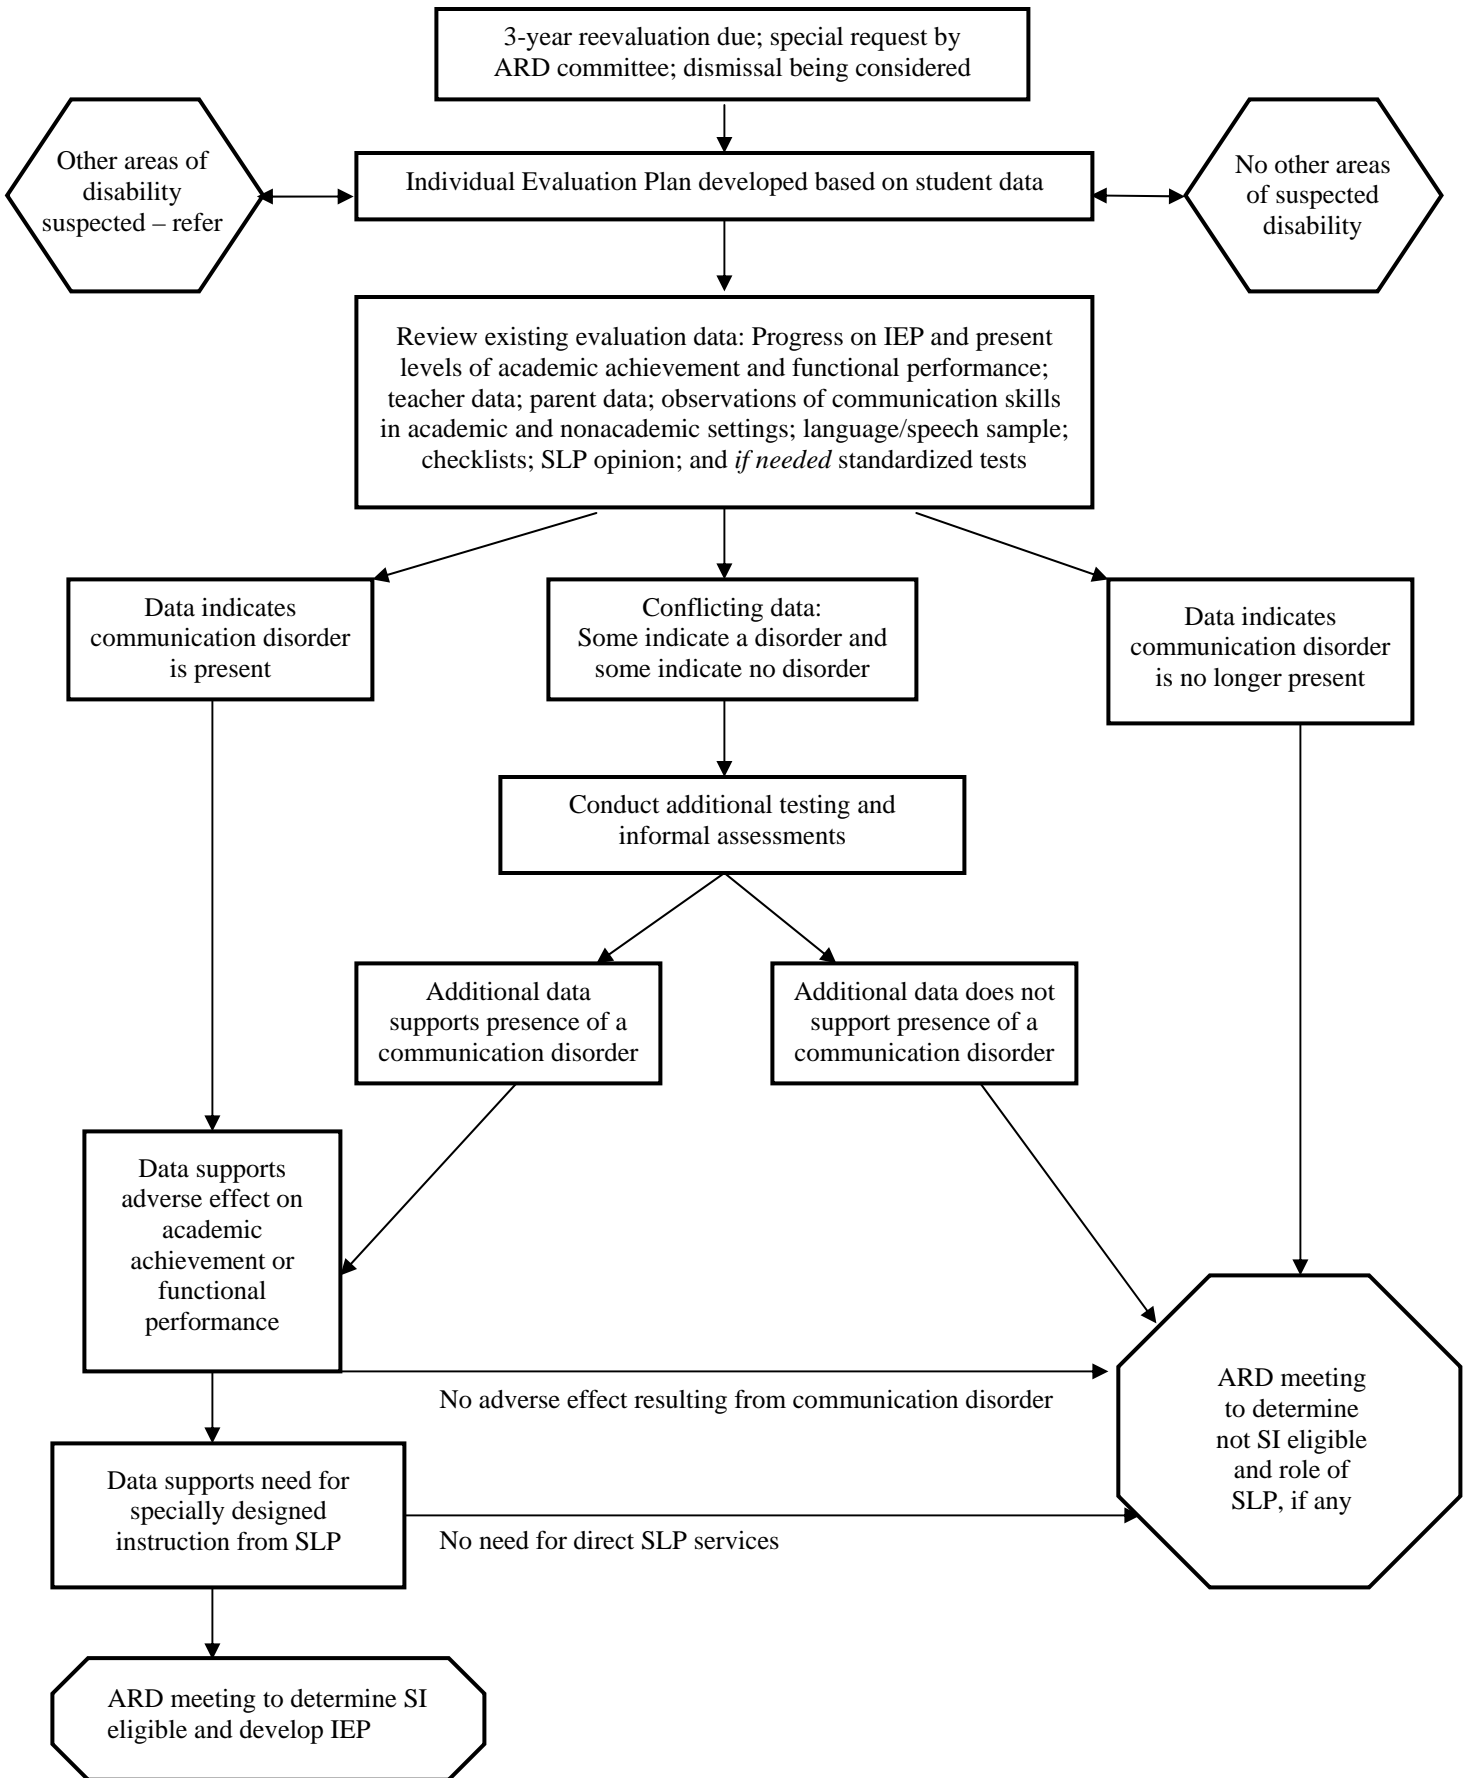 3-year reevaluation due; special request by
ARD committee; dismissal being considered
Other areas of
disability
suspected – refer
Individual Evaluation Plan developed based on student data
No other areas
of suspected
disability
Review existing evaluation data: Progress on IEP and present
levels of academic achievement and functional performance;
teacher data; parent data; observations of communication skills
in academic and nonacademic settings; language/speech sample;
checklists; SLP opinion; and if needed standardized tests
Data indicates
communication disorder
is present
Conflicting data:
Some indicate a disorder and
some indicate no disorder
Data indicates
communication disorder
is no longer present
Conduct additional testing and
informal assessments
Additional data
supports presence of a
communication disorder
Additional data does not
support presence of a
communication disorder
Data supports
adverse effect on
academic
achievement or
functional
performance
No adverse effect resulting from communication disorder
ARD meeting
to determine
not SI eligible
and role of
SLP, if any
Data supports need for
specially designed
instruction from SLP
No need for direct SLP services
ARD meeting to determine SI
eligible and develop IEP